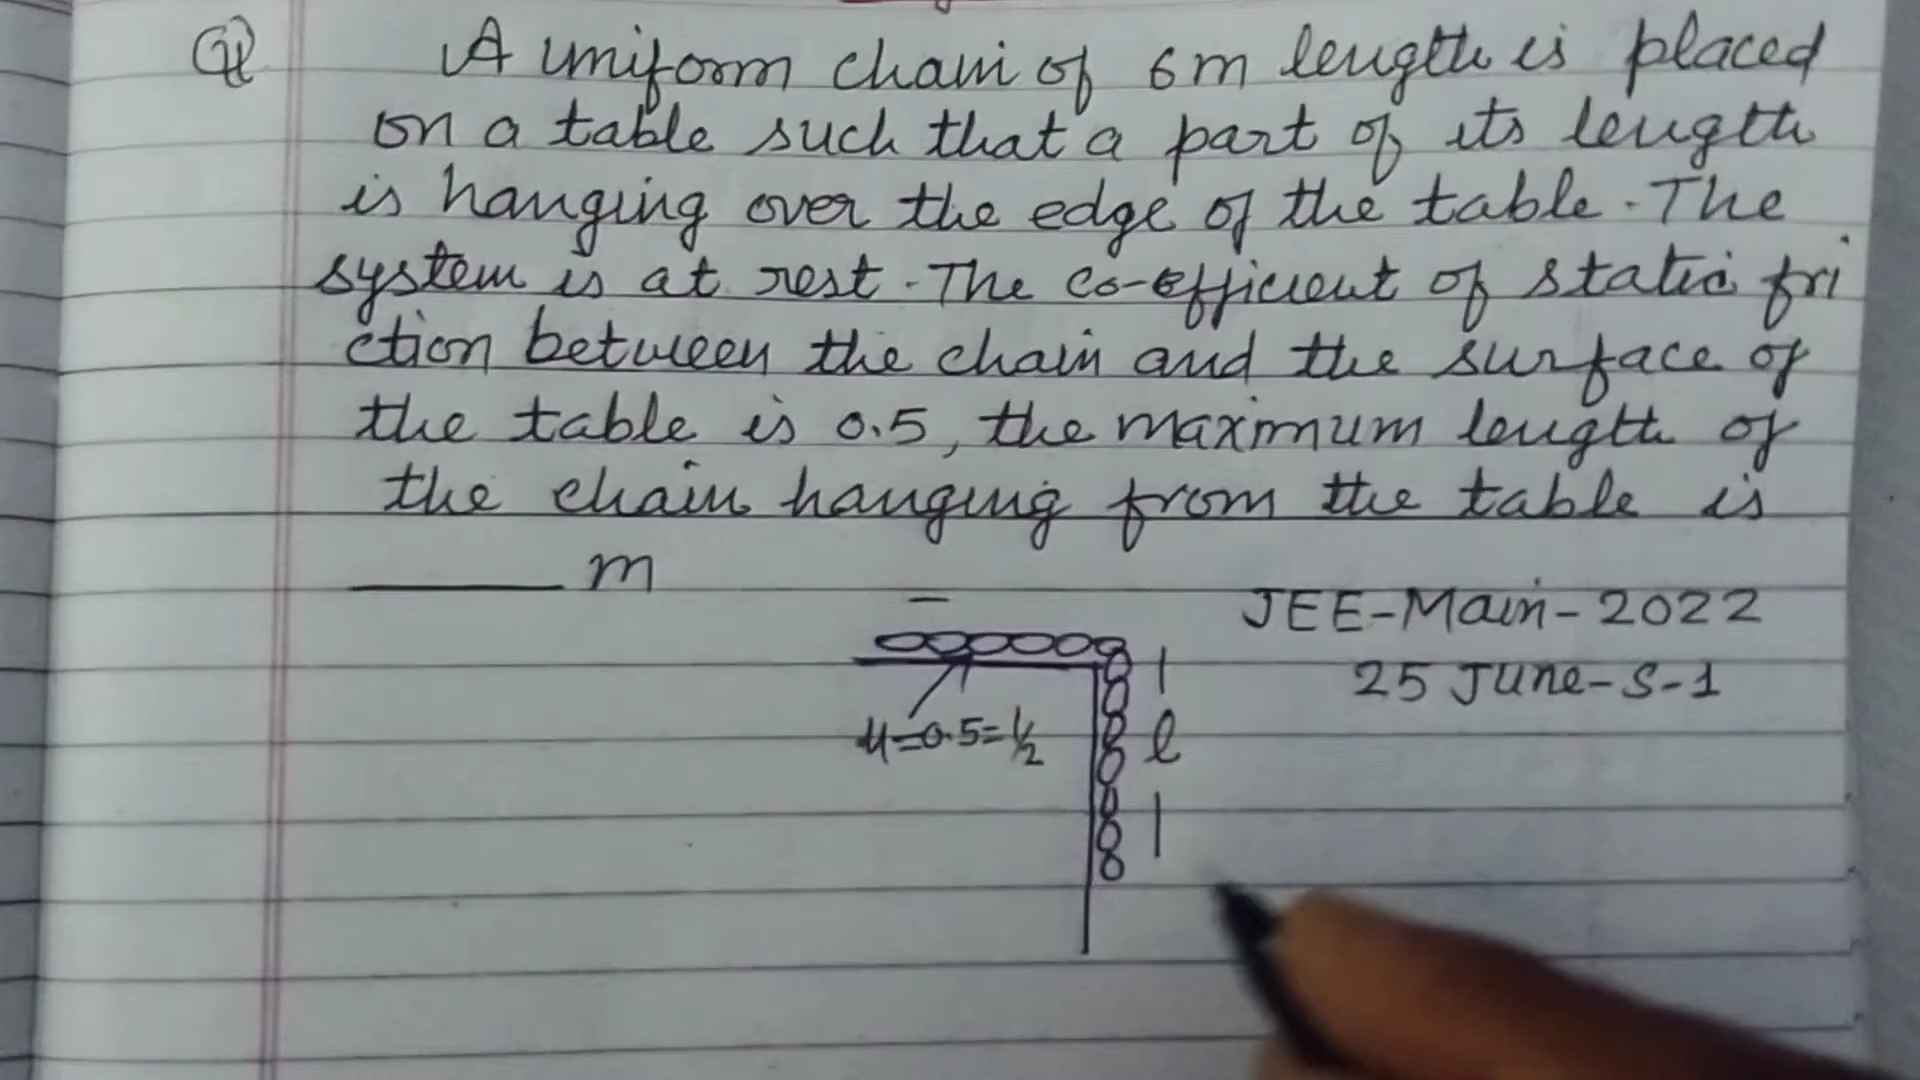 Q
A uniform chain of 6m length is placed
on a table such that a part of its length
is hanging over the edge of the table. The
system is at rest. The co-efficient of static fri
ction between the chain and the surface of
the table is 0.5, the maximum length of
the chain hanging from the table is
______ m
JEE-Main-2022
25 June-S-1
μ=0.5=1/2
l